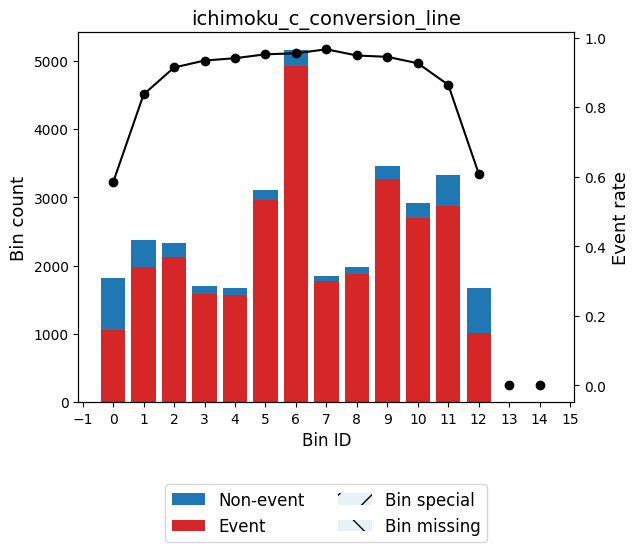 ichimoku_c_conversion_line
5000
4000
3000
2000
1000
0
Bin count
1.0
0.8
0.6
0.4
0.2
0.0
Event rate
−1 0 1 2 3 4 5 6 7 8 9 10 11 12 13 14 15
Bin ID
Non-event Bin special
Event Bin missing